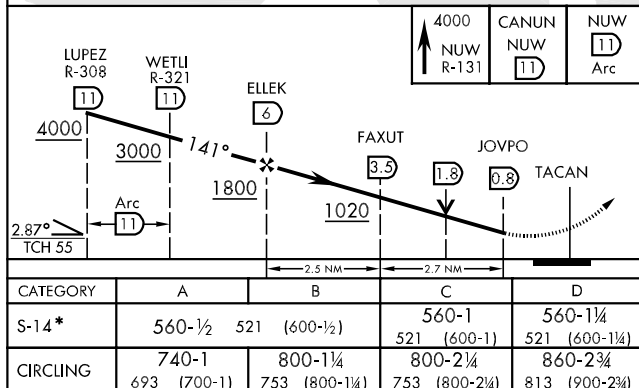 4000
NUW
R-131
CANUN
NUW
11
NUW
11
Arc
LUPEZ
R-308
11
WETLI
R-321
11
ELLEK
6
FAXUT
3.5
1.8
JOVPO
0.8
TACAN
4000
3000
141°
1800
1020
Arc
11
2.87°
TCH 55
2.5 NM
2.7 NM
CATEGORY A B C D
S-14* 560-½ 521 (600-½) 560-1 521 (600-1) 560-1¼ 521 (600-1¼)
CIRCLING 740-1 693 (700-1) 800-1¼ 753 (800-1¼) 800-2¼ 753 (800-2¼) 860-2¾ 813 (900-2¾)